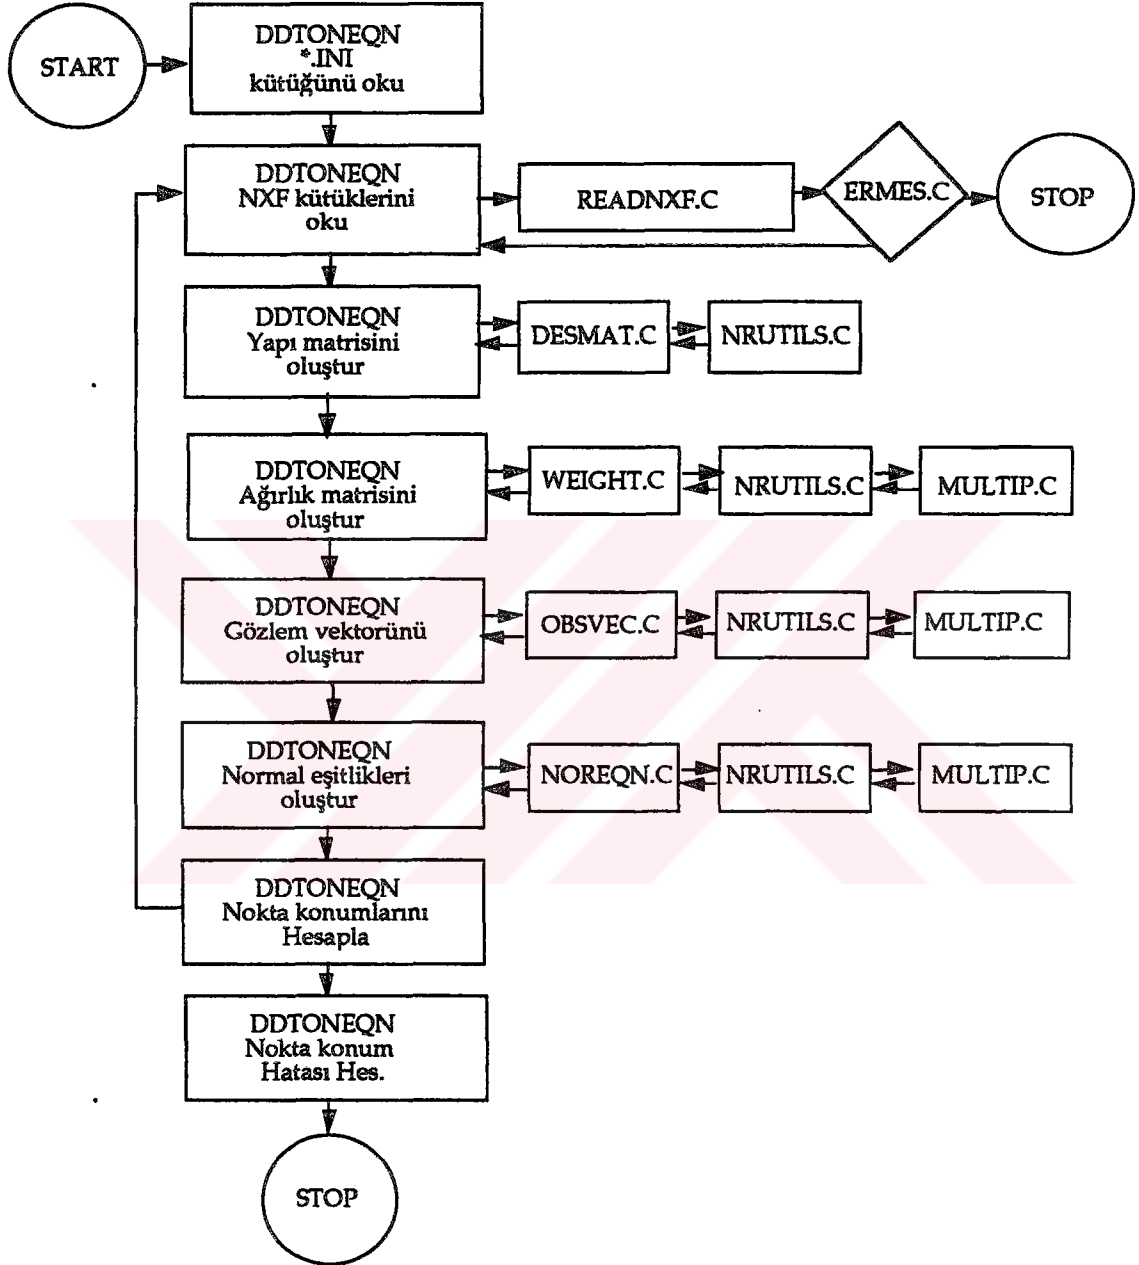 START
DDTONEQN
*.INI
kütüğünü oku
DDTONEQN
NXF kütüklerini
oku
READNXF.C
ERMES.C
STOP
DDTONEQN
Yapı matrisini
oluştur
DESMAT.C
NRUTILS.C
DDTONEQN
Ağırlık matrisini
oluştur
WEIGHT.C
NRUTILS.C
MULTIP.C
DDTONEQN
Gözlem vektorünü
oluştur
OBSVEC.C
NRUTILS.C
MULTIP.C
DDTONEQN
Normal eşitlikleri
oluştur
NOREQN.C
NRUTILS.C
MULTIP.C
DDTONEQN
Nokta konumlarını
Hesapla
DDTONEQN
Nokta konum
Hatası Hes.
STOP